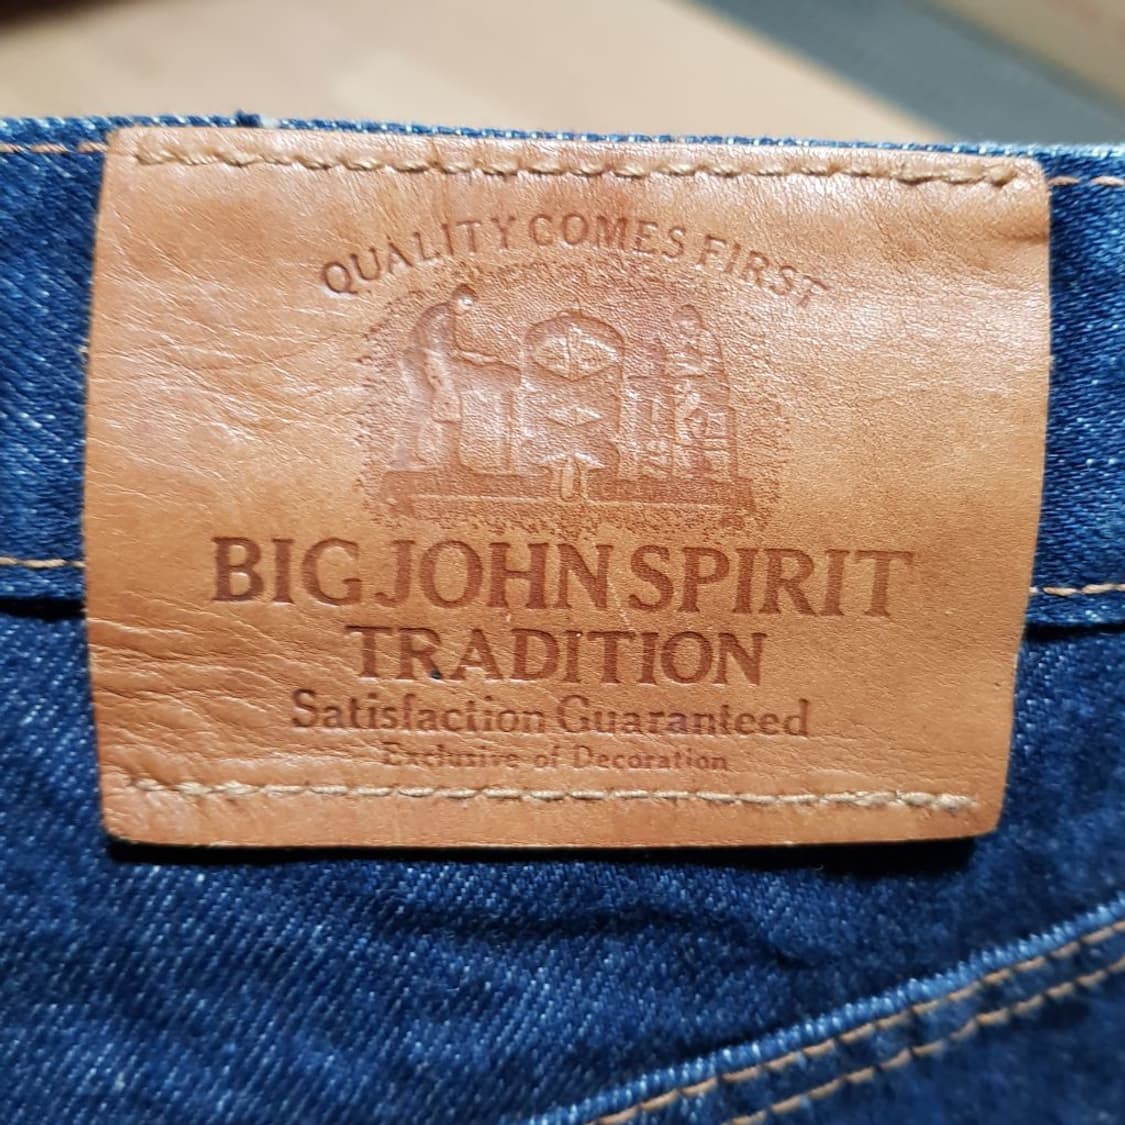 QUALITY COMES FIRST
BIG JOHN SPIRIT
TRADITION
Satisfaction Guaranteed
Exclusive of Decoration